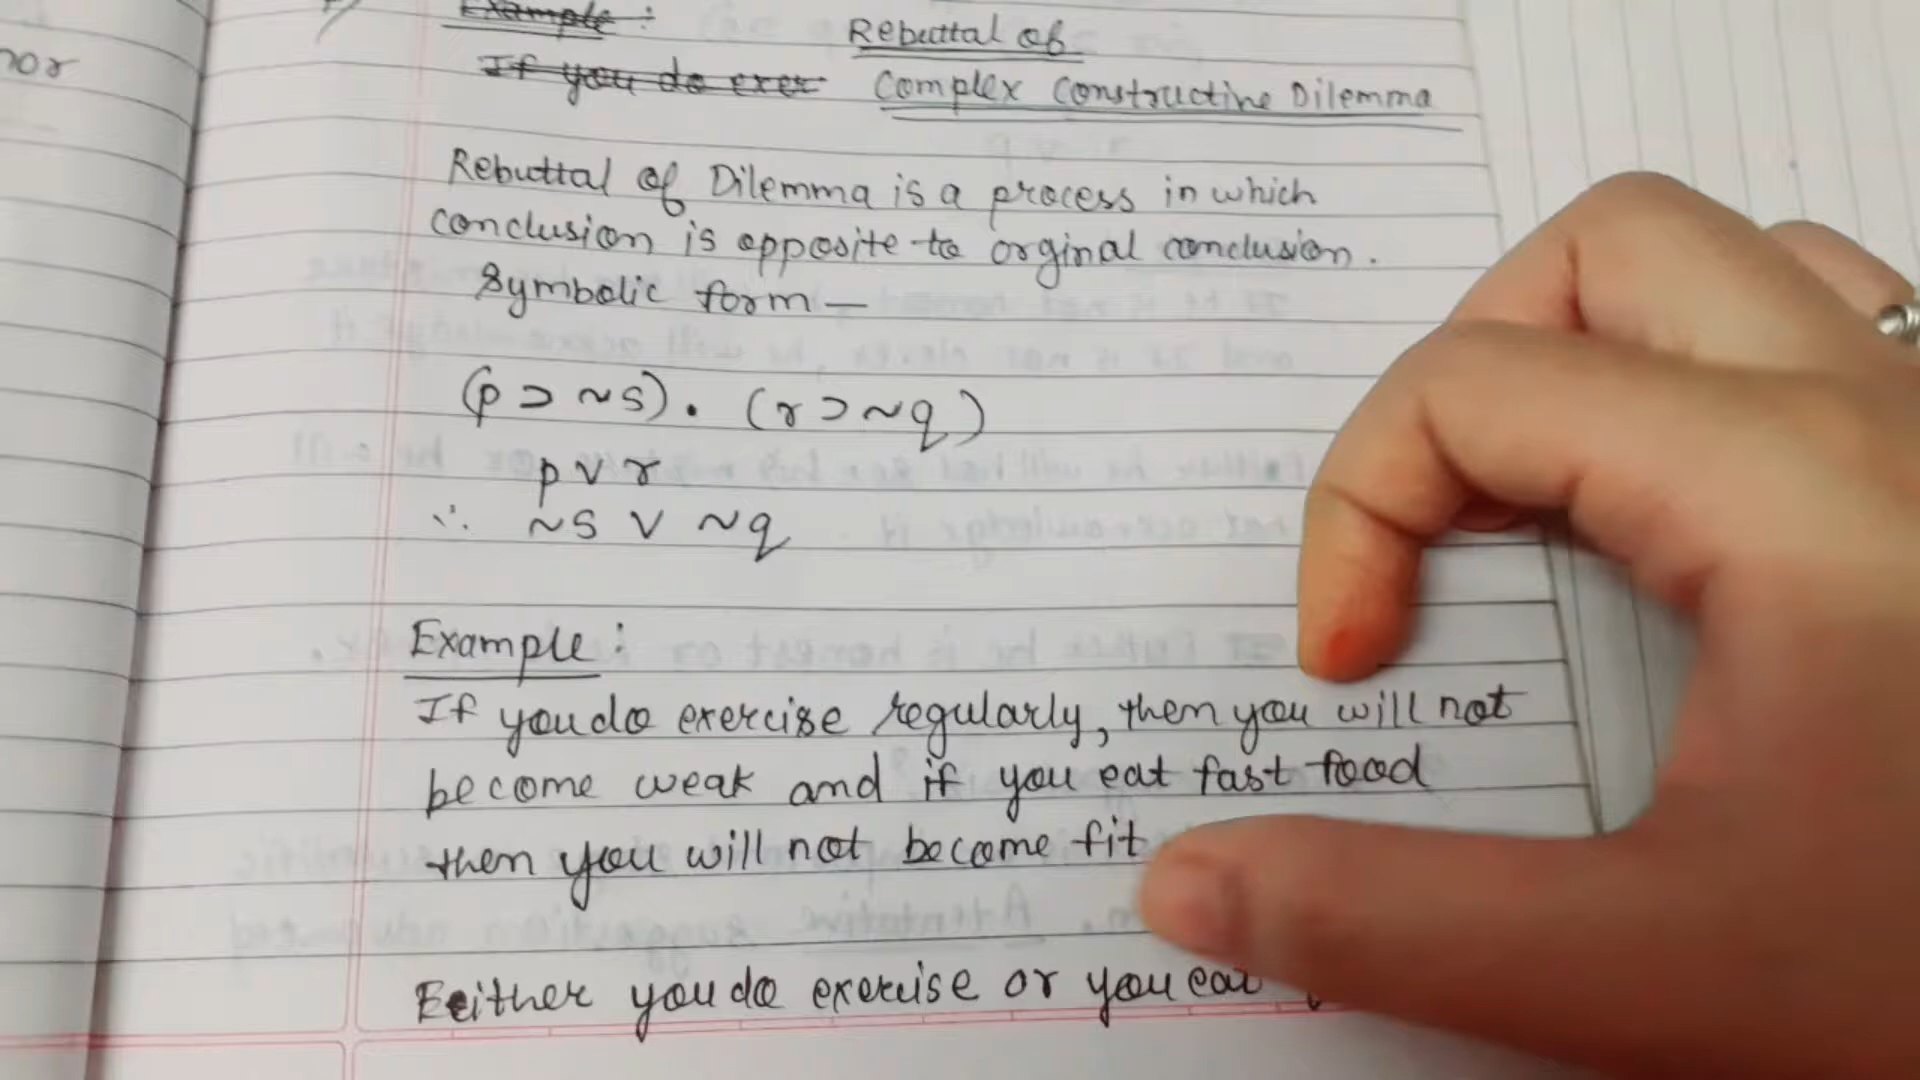 nor
Example :
Rebuttal of
If you do exer
Complex Constructive Dilemma
Rebuttal of Dilemma is a process in which
conclusion is opposite to orginal conclusion.
Symbolic form —
(p ⊃ ~s) . (r ⊃ ~q)
p v r
∴ ~s v ~q
Example :
If you do exercise regularly, then you will not
become weak and if you eat fast food
then you will not become fit
Eeither you do exercise or you eat